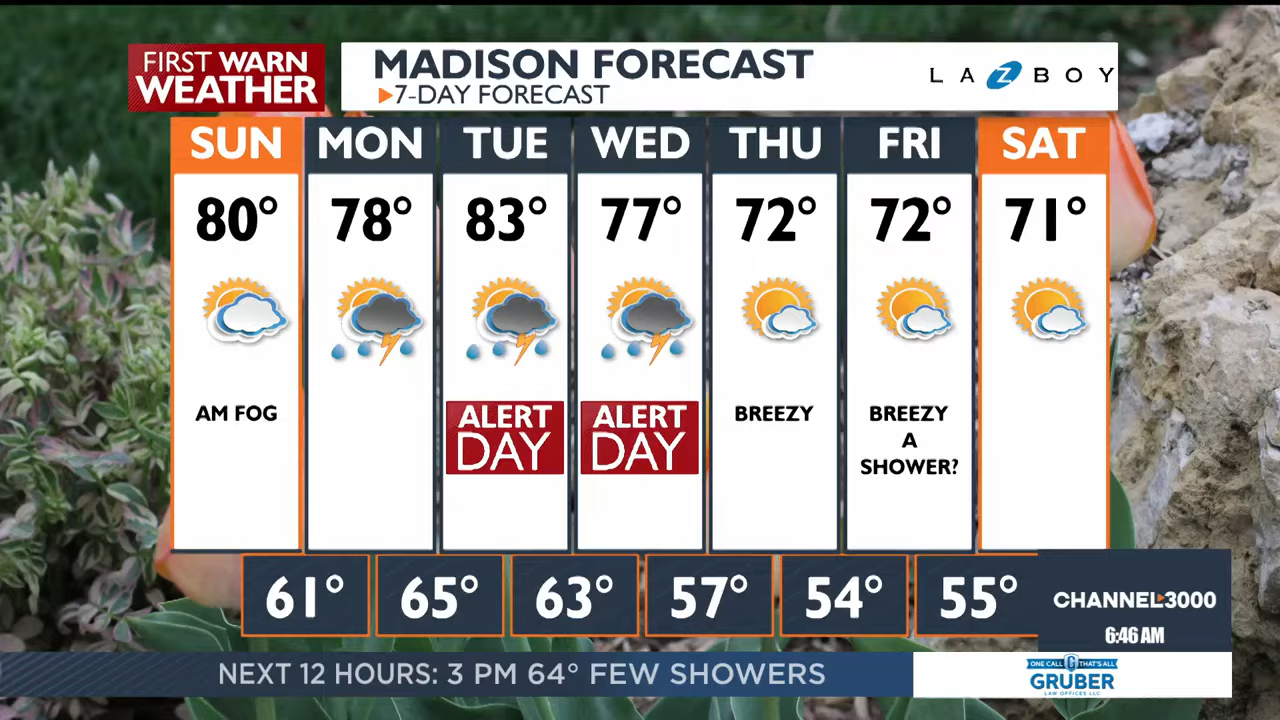 FIRST WARN
WEATHER
MADISON FORECAST
7-DAY FORECAST
LA Z BOY
SUN MON TUE WED THU FRI SAT
80° 78° 83° 77° 72° 72° 71°
AM FOG
ALERT
DAY
ALERT
DAY
BREEZY
BREEZY
A
SHOWER?
61° 65° 63° 57° 54° 55°
CHANNEL3000
6:46 AM
NEXT 12 HOURS: 3 PM 64° FEW SHOWERS
ONE CALL G THAT'S ALL
GRUBER
LAW OFFICES LLC